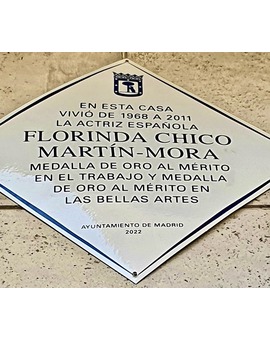 EN ESTA CASA
VIVIÓ DE 1968 A 2011
LA ACTRIZ ESPAÑOLA
FLORINDA CHICO
MARTÍN-MORA
MEDALLA DE ORO AL MÉRITO
EN EL TRABAJO Y MEDALLA
DE ORO AL MÉRITO EN
LAS BELLAS ARTES
AYUNTAMIENTO DE MADRID
2022